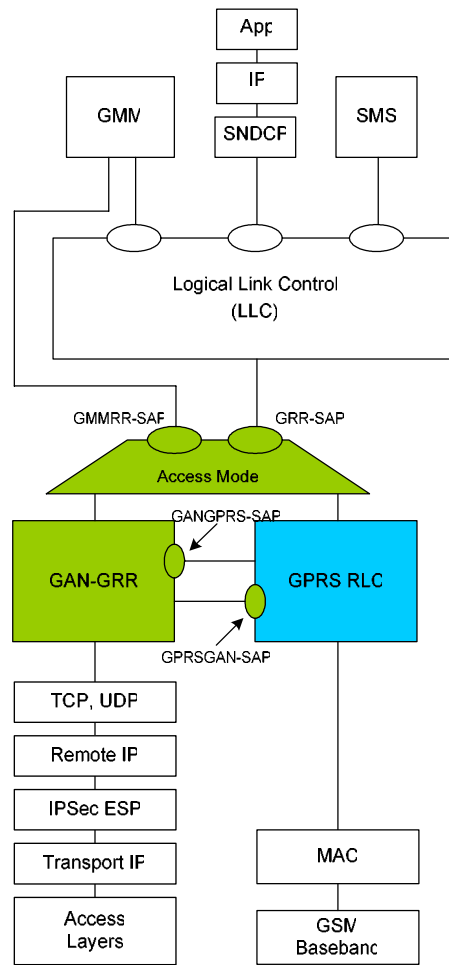 App
IP
SNDCP
GMM
SMS
Logical Link Control
(LLC)
GMMRR-SAP
GRR-SAP
Access Mode
GANGPRS-SAP
GAN-GRR
GPRS RLC
GPRSGAN-SAP
TCP, UDP
Remote IP
IPSec ESP
Transport IP
Access
Layers
MAC
GSM
Baseband